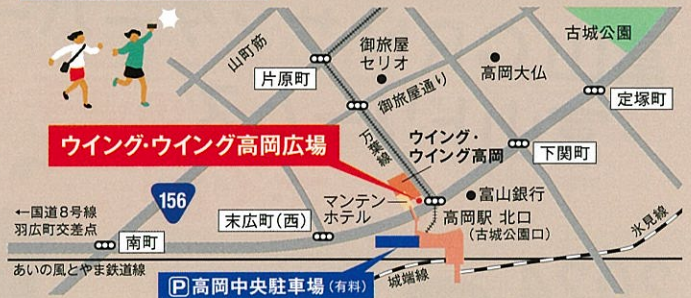 古城公園
山町筋
御旅屋
セリオ
高岡大仏
片原町
定塚町
御旅屋通り
万葉線
ウイング・
ウイング高岡
下関町
ウイング・ウイング高岡広場
156
マンテン
ホテル
富山銀行
←国道8号線
羽広町交差点
末広町(西)
高岡駅 北口
(古城公園口)
氷見線
南町
あいの風とやま鉄道線
城端線
P高岡中央駐車場(有料)